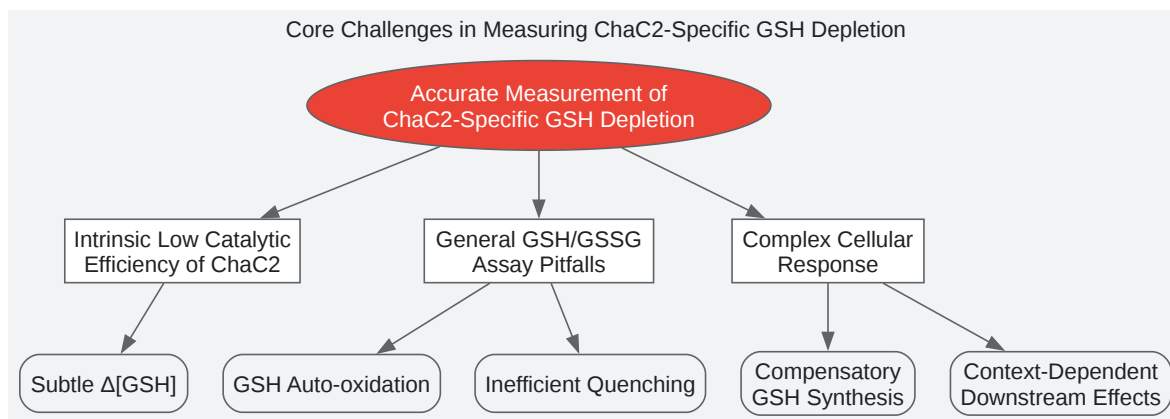 Core Challenges in Measuring ChaC2-Specific GSH Depletion
Accurate Measurement of
ChaC2-Specific GSH Depletion
Intrinsic Low Catalytic
Efficiency of ChaC2
General GSH/GSSG
Assay Pitfalls
Complex Cellular
Response
Subtle Δ[GSH]
GSH Auto-oxidation
Inefficient Quenching
Compensatory
GSH Synthesis
Context-Dependent
Downstream Effects